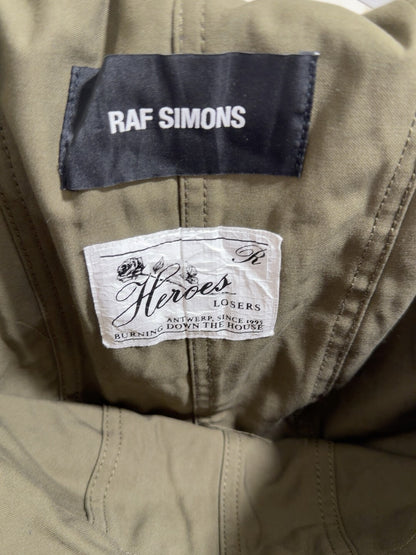 RAF SIMONS
R
Heroes
LOSERS
ANTWERP, SINCE 1995
BURNING DOWN THE HOUSE